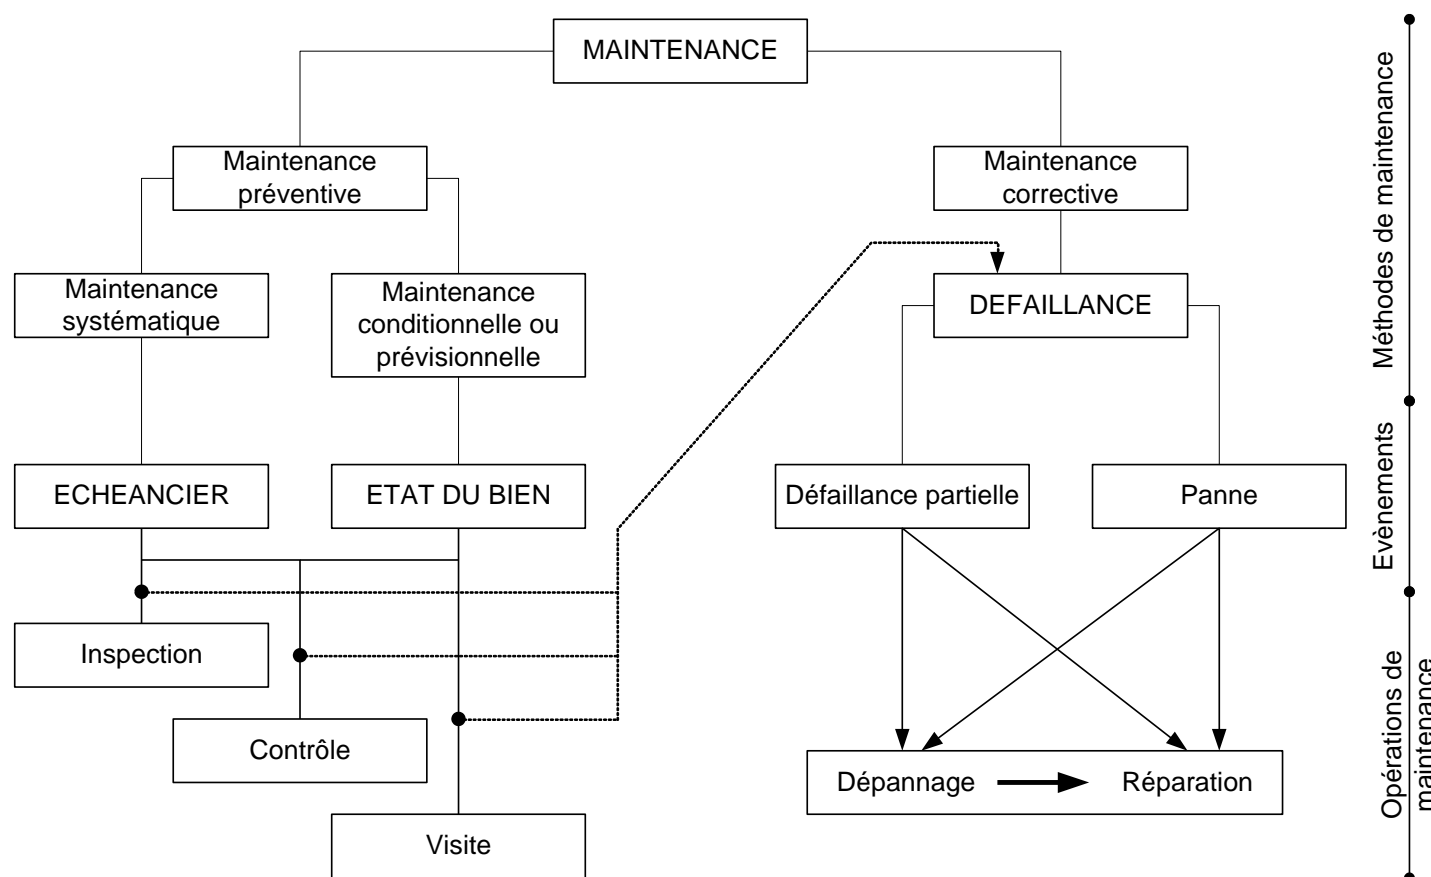 MAINTENANCE
Maintenance
préventive
Maintenance
corrective
Maintenance
systématique
Maintenance
conditionnelle ou
prévisionnelle
DEFAILLANCE
ECHEANCIER
ETAT DU BIEN
Défaillance partielle
Panne
Inspection
Contrôle
Visite
Dépannage
Réparation
Méthodes de maintenance
Evènements
Opérations de
maintenance